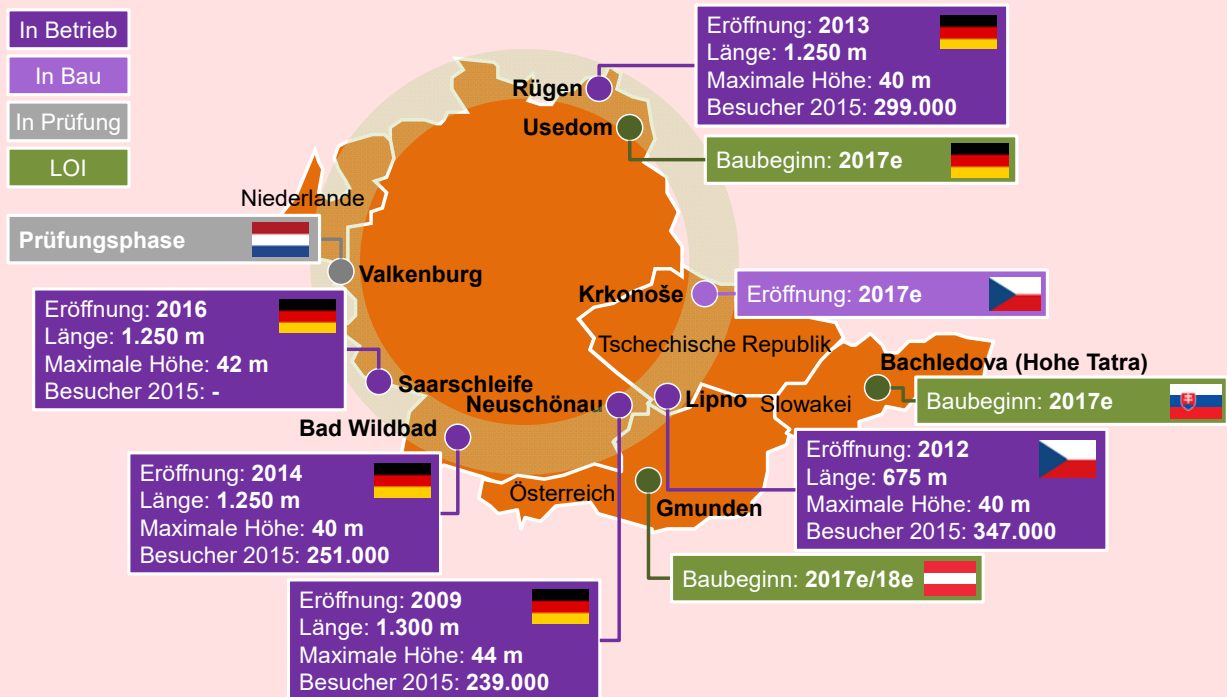 In Betrieb
In Bau
In Prüfung
LOI
Eröffnung: 2013
Länge: 1.250 m
Maximale Höhe: 40 m
Besucher 2015: 299.000
Rügen
Usedom
Baubeginn: 2017e
Niederlande
Prüfungsphase
Valkenburg
Krkonoše
Eröffnung: 2017e
Eröffnung: 2016
Länge: 1.250 m
Maximale Höhe: 42 m
Besucher 2015: -
Tschechische Republik
Bachledova (Hohe Tatra)
Baubeginn: 2017e
Saarschleife
Neuschönau
Lipno
Slowakei
Bad Wildbad
Eröffnung: 2014
Länge: 1.250 m
Maximale Höhe: 40 m
Besucher 2015: 251.000
Österreich
Gmunden
Eröffnung: 2012
Länge: 675 m
Maximale Höhe: 40 m
Besucher 2015: 347.000
Baubeginn: 2017e/18e
Eröffnung: 2009
Länge: 1.300 m
Maximale Höhe: 44 m
Besucher 2015: 239.000